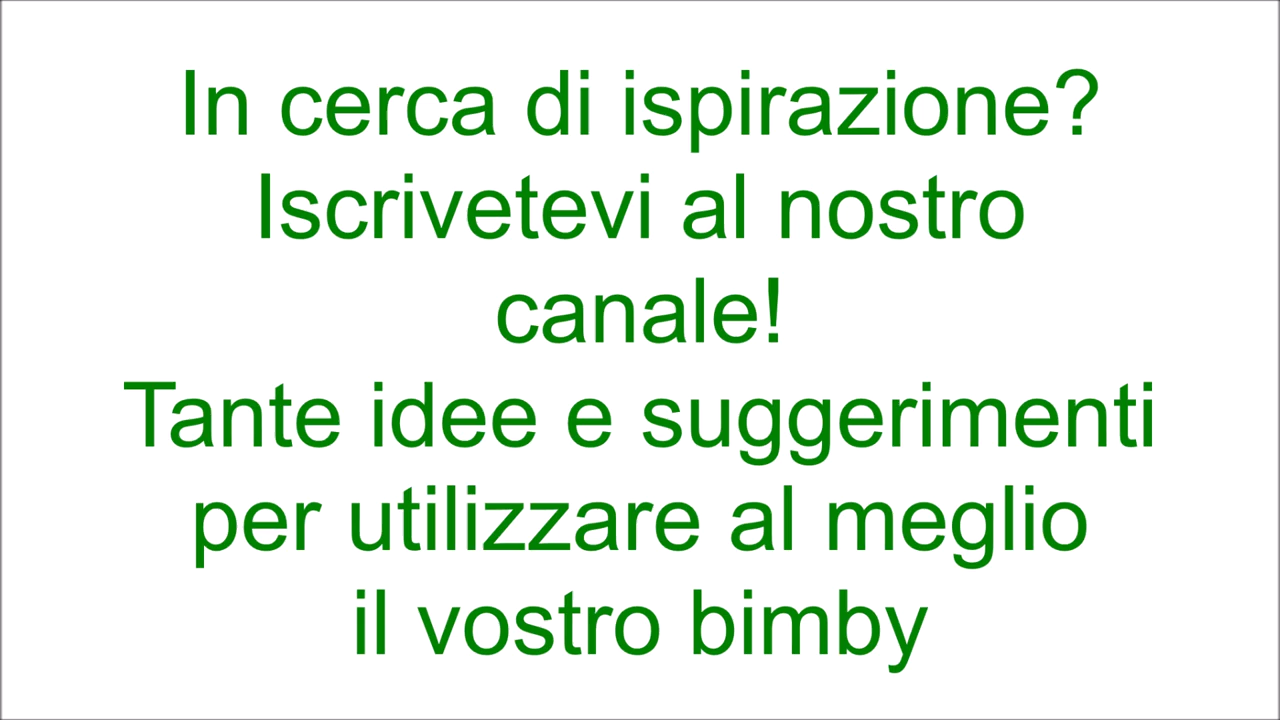 In cerca di ispirazione?
Iscrivetevi al nostro
canale!
Tante idee e suggerimenti
per utilizzare al meglio
il vostro bimby